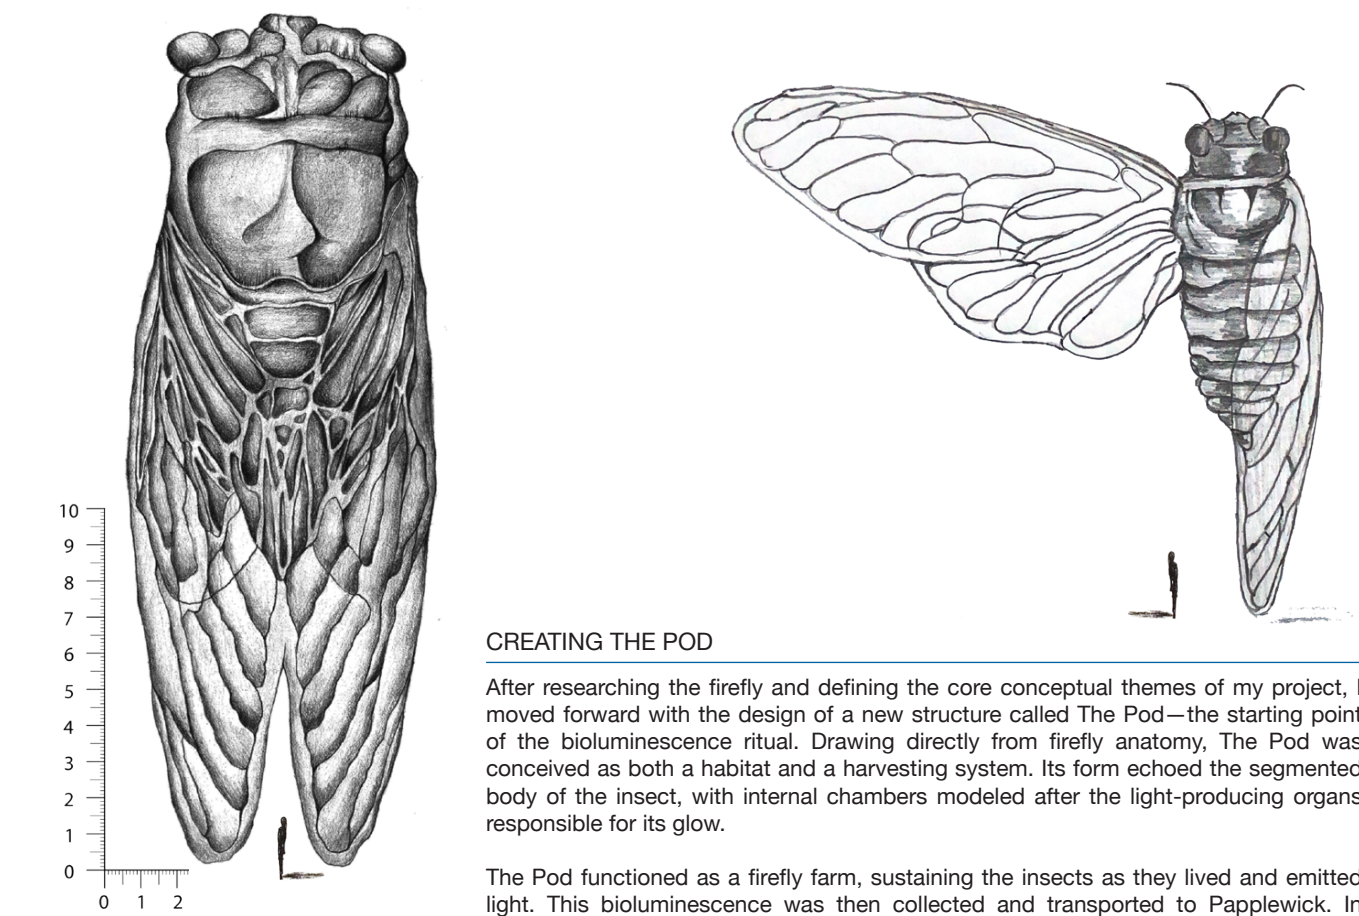 10
9
8
7
6
5
4
3
2
1
0
0 1 2
CREATING THE POD
After researching the firefly and defining the core conceptual themes of my project, I
moved forward with the design of a new structure called The Pod—the starting point
of the bioluminescence ritual. Drawing directly from firefly anatomy, The Pod was
conceived as both a habitat and a harvesting system. Its form echoed the segmented
body of the insect, with internal chambers modeled after the light-producing organs
responsible for its glow.
The Pod functioned as a firefly farm, sustaining the insects as they lived and emitted
light. This bioluminescence was then collected and transported to Papplewick. In